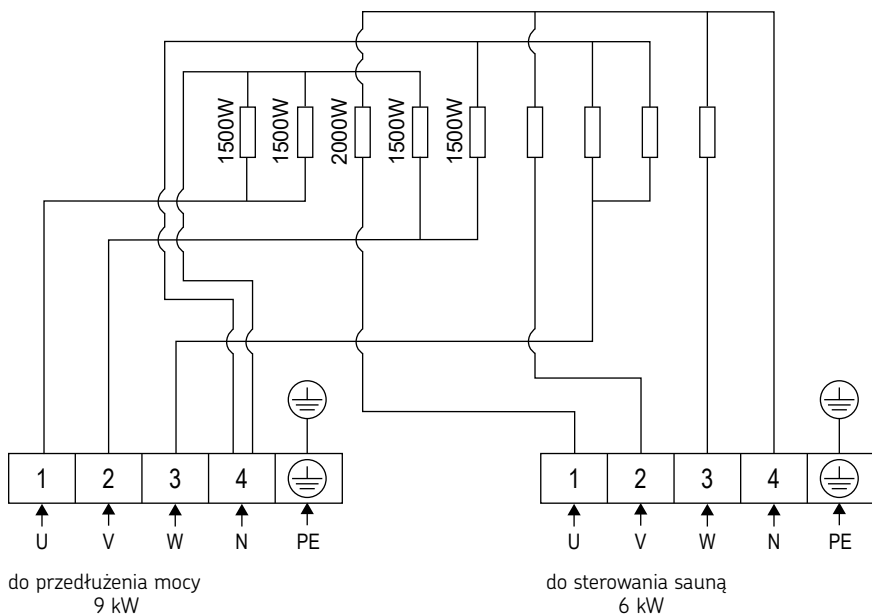 1500W
1500W
2000W
1500W
1500W
1 2 3 4
U V W N PE
do przedłużenia mocy
9 kW
1 2 3 4
U V W N PE
do sterowania sauną
6 kW